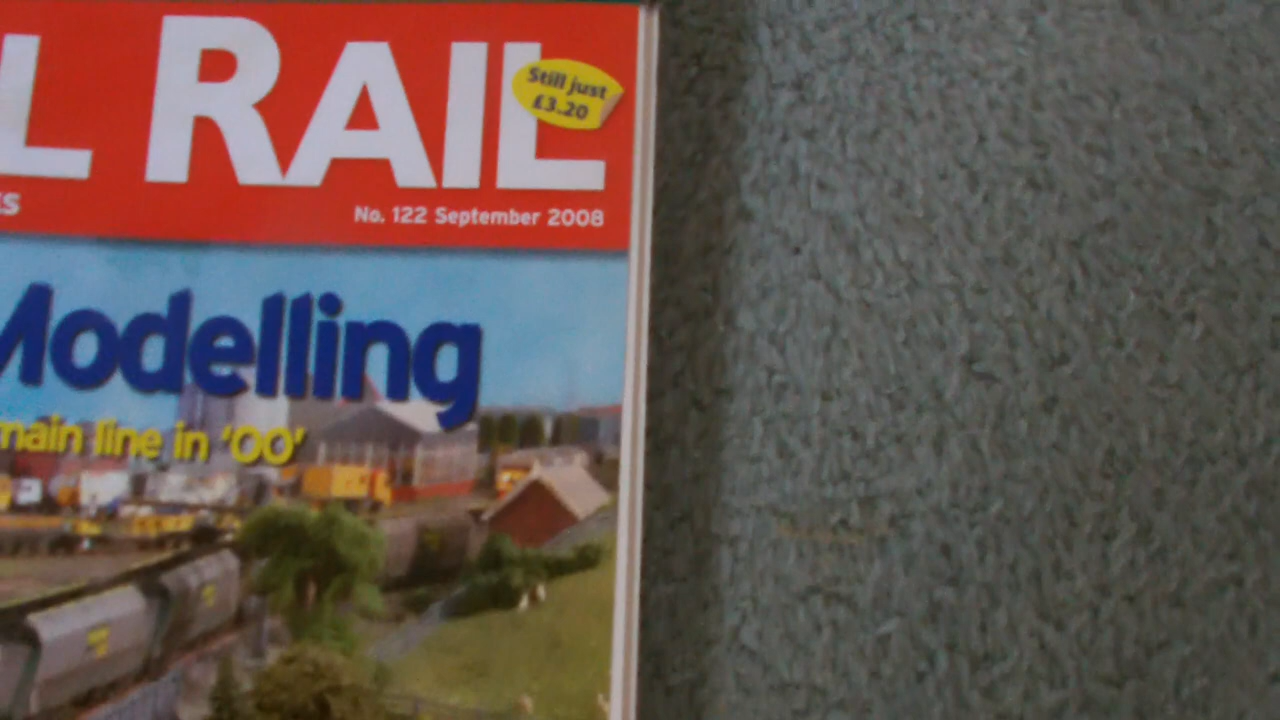 L RAIL
Still just
£3.20
No. 122 September 2008
Modelling
main line in ‘OO’